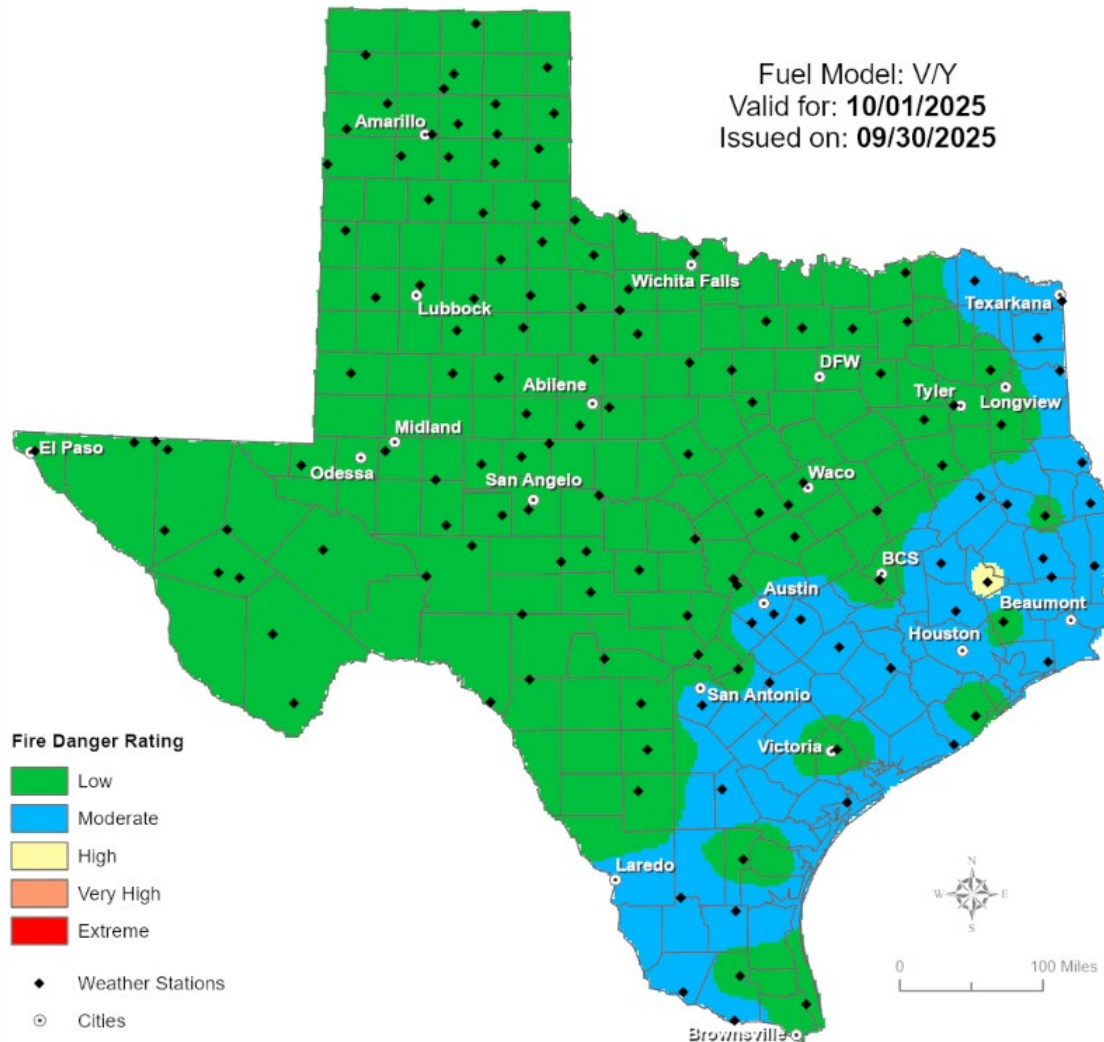 Fuel Model: V/Y
Valid for: 10/01/2025
Issued on: 09/30/2025
Amarillo
Wichita Falls
Lubbock
Texarkana
DFW
Abilene
Tyler
Longview
Midland
El Paso
Odessa
San Angelo
Waco
BCS
Austin
Beaumont
Houston
San Antonio
Victoria
Laredo
Brownsville
Fire Danger Rating
Low
Moderate
High
Very High
Extreme
Weather Stations
Cities
N
W E
S
0 100 Miles